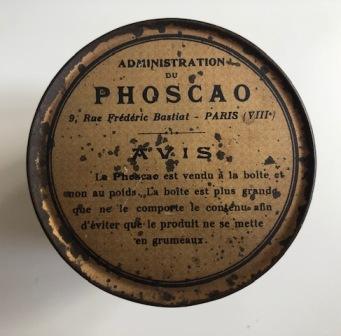 ADMINISTRATION
DU
PHOSCAO
9, Rue Frédéric Bastiat - PARIS (VIIIᵉ)
AVIS
Le Phoscao est vendu à la boîte et
non au poids. La boîte est plus grande
que ne le comporte le contenu afin
d'éviter que le produit ne se mette
en grumeaux.